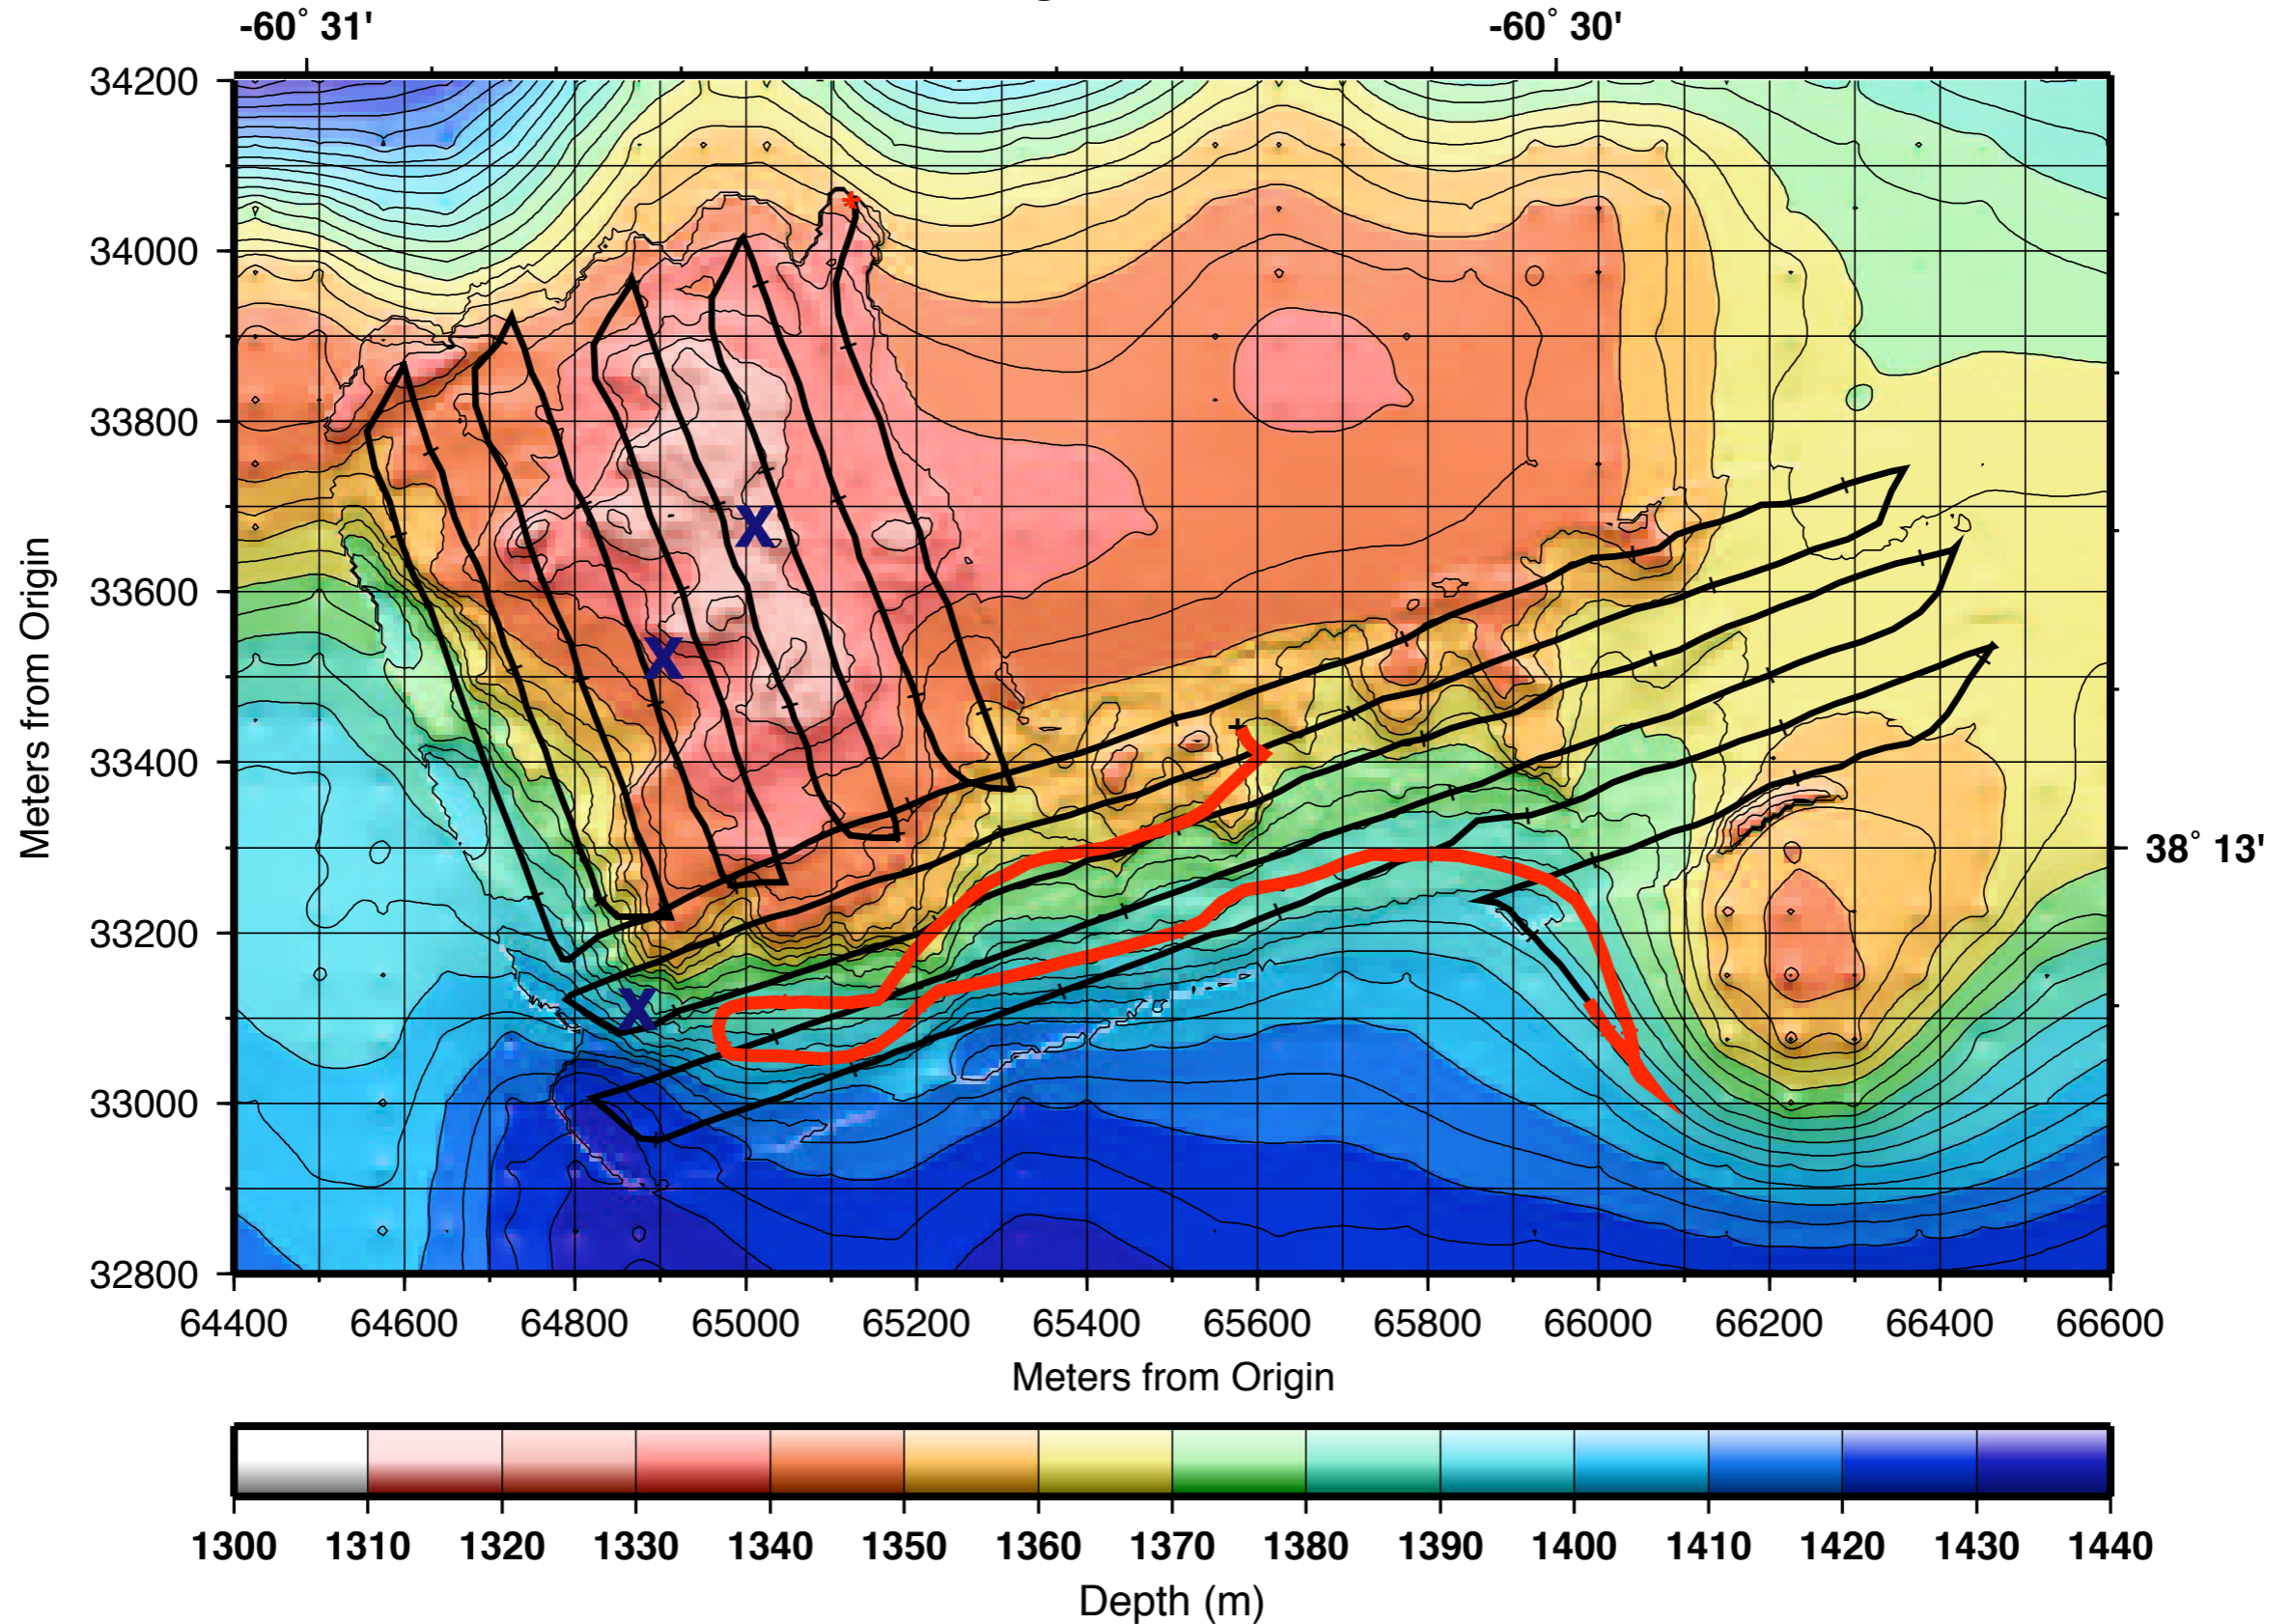 -60° 31' -60° 30'
34200
34000
33800
33600
33400
33200
33000
32800
Meters from Origin
38° 13'
X
X
X
64400 64600 64800 65000 65200 65400 65600 65800 66000 66200 66400 66600
Meters from Origin
1300 1310 1320 1330 1340 1350 1360 1370 1380 1390 1400 1410 1420 1430 1440
Depth (m)